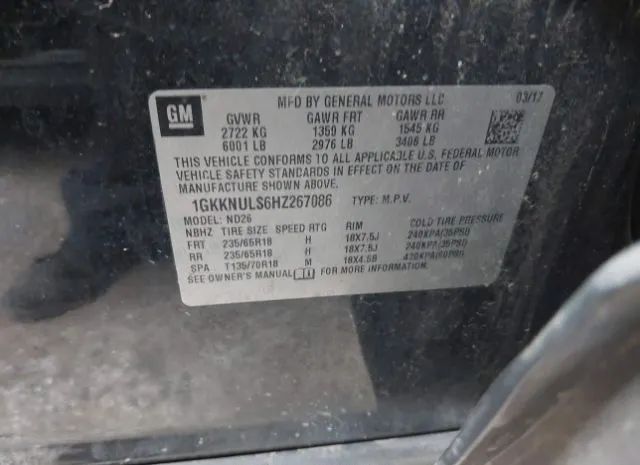 GM
MFD BY GENERAL MOTORS LLC 03/17
GVWR GAWR FRT GAWR RR
2722 KG 1350 KG 1545 KG
6001 LB 2976 LB 3406 LB
THIS VEHICLE CONFORMS TO ALL APPLICABLE U.S. FEDERAL MOTOR
VEHICLE SAFETY STANDARDS IN EFFECT ON THE DATE OF
MANUFACTURE SHOWN ABOVE.
1GKKNULS6HZ267086 TYPE: M.P.V.
MODEL: ND26
NBHZ TIRE SIZE SPEED RTG RIM COLD TIRE PRESSURE
FRT 235/65R18 H 18X7.5J 240KPA(35PSI)
RR 235/65R18 H 18X7.5J 240KPA(35PSI)
SPA T135/70R18 M 18X4.5B 420KPA(60PSI)
SEE OWNER'S MANUAL FOR MORE INFORMATION.